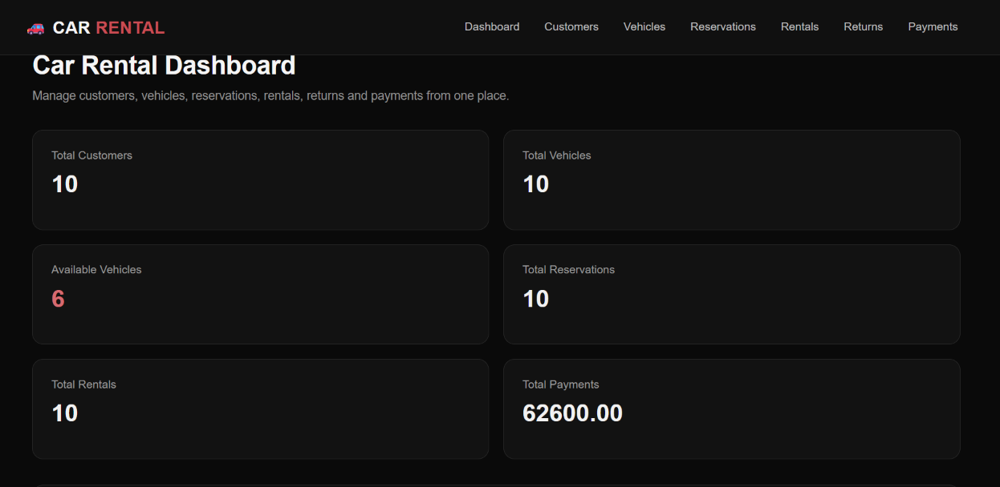 CAR RENTAL
Dashboard Customers Vehicles Reservations Rentals Returns Payments
Car Rental Dashboard
Manage customers, vehicles, reservations, rentals, returns and payments from one place.
Total Customers
10
Total Vehicles
10
Available Vehicles
6
Total Reservations
10
Total Rentals
10
Total Payments
62600.00